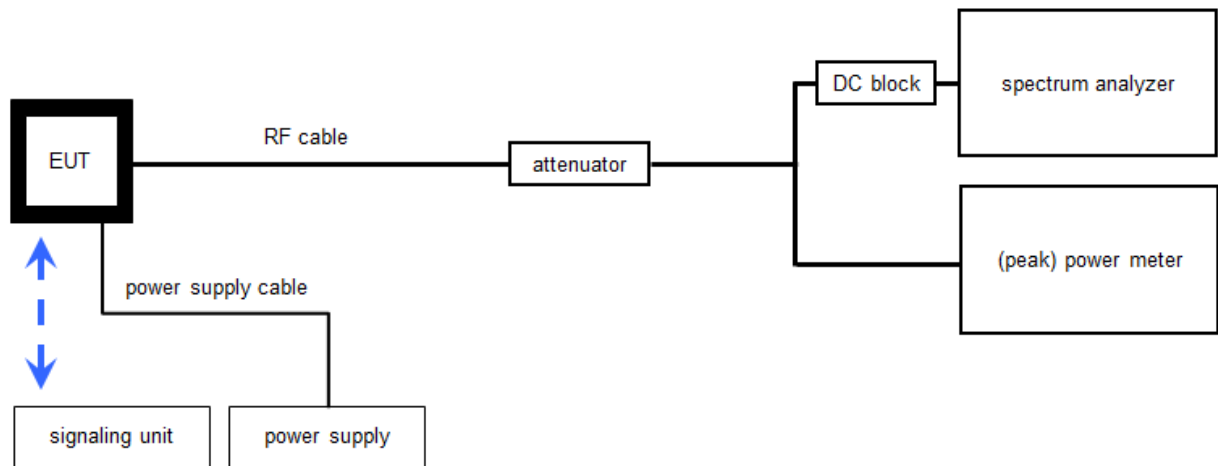 DC block
spectrum analyzer
EUT
RF cable
attenuator
(peak) power meter
power supply cable
signaling unit
power supply